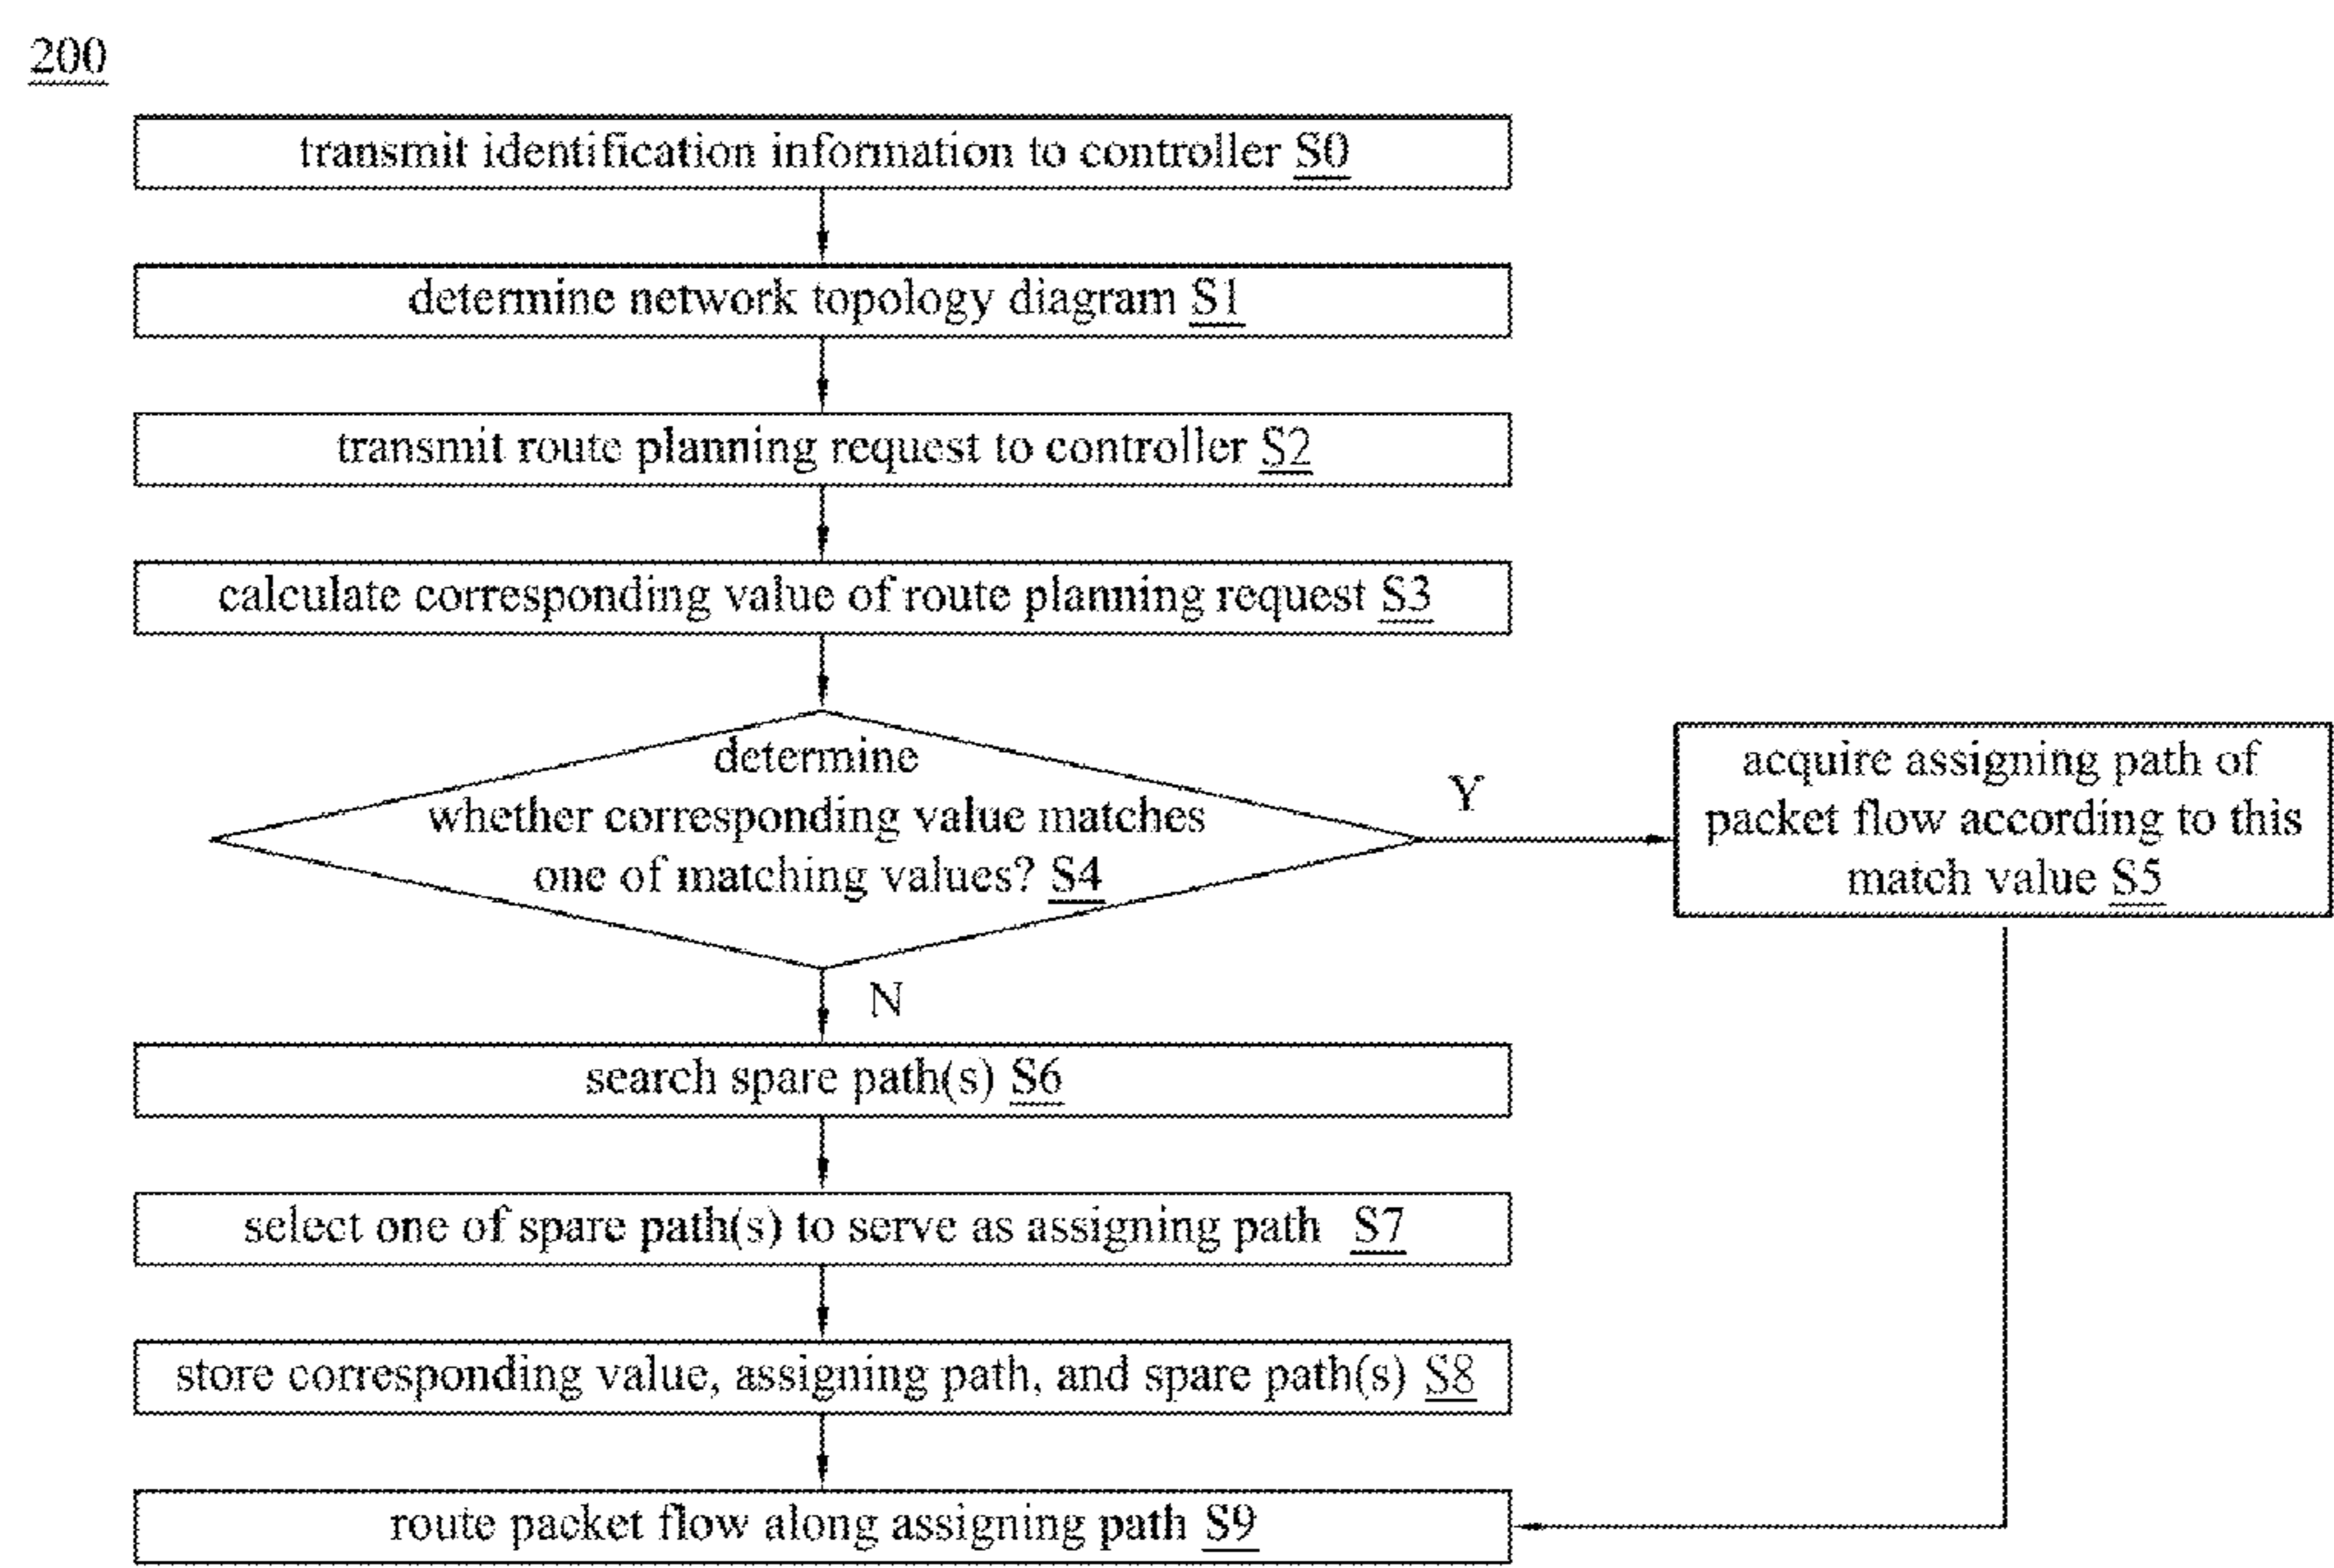 200
transmit identification information to controller S0
determine network topology diagram S1
transmit route planning request to controller S2
calculate corresponding value of route planning request S3
determine
whether corresponding value matches
one of matching values? S4
Y
acquire assigning path of
packet flow according to this
match value S5
N
search spare path(s) S6
select one of spare path(s) to serve as assigning path S7
store corresponding value, assigning path, and spare path(s) S8
route packet flow along assigning path S9